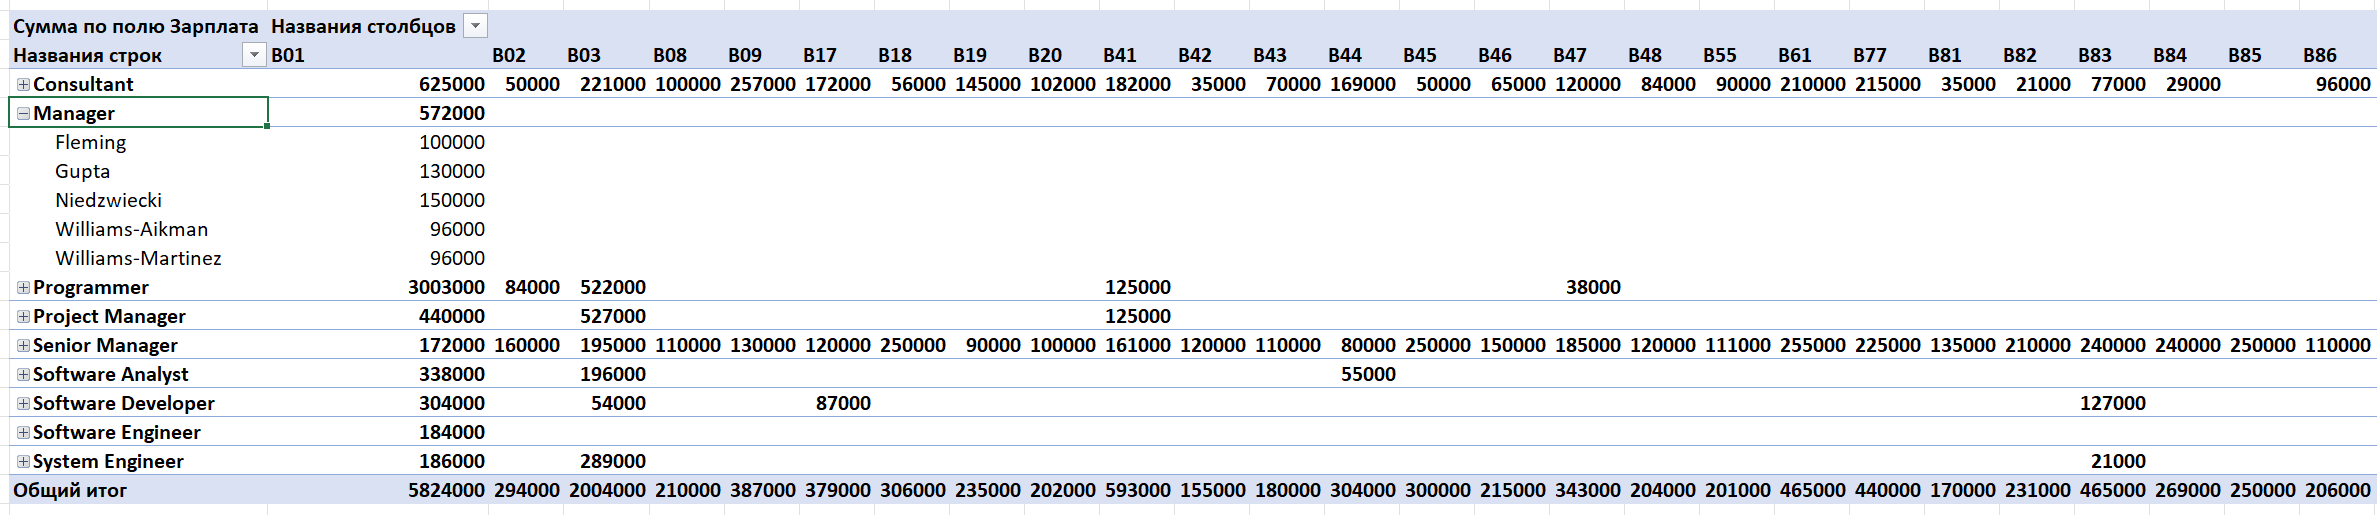 Сумма по полю Зарплата Названия столбцов
Названия строк B01 B02 B03 B08 B09 B17 B18 B19 B20 B41 B42 B43 B44 B45 B46 B47 B48 B55 B61 B77 B81 B82 B83 B84 B85 B86
Consultant 625000 50000 221000 100000 257000 172000 56000 145000 102000 182000 35000 70000 169000 50000 65000 120000 84000 90000 210000 215000 35000 21000 77000 29000 96000
Manager 572000
Fleming 100000
Gupta 130000
Niedzwiecki 150000
Williams-Aikman 96000
Williams-Martinez 96000
Programmer 3003000 84000 522000 125000 38000
Project Manager 440000 527000 125000
Senior Manager 172000 160000 195000 110000 130000 120000 250000 90000 100000 161000 120000 110000 80000 250000 150000 185000 120000 111000 255000 225000 135000 210000 240000 240000 250000 110000
Software Analyst 338000 196000 55000
Software Developer 304000 54000 87000 127000
Software Engineer 184000
System Engineer 186000 289000 21000
Общий итог 5824000 294000 2004000 210000 387000 379000 306000 235000 202000 593000 155000 180000 304000 300000 215000 343000 204000 201000 465000 440000 170000 231000 465000 269000 250000 206000